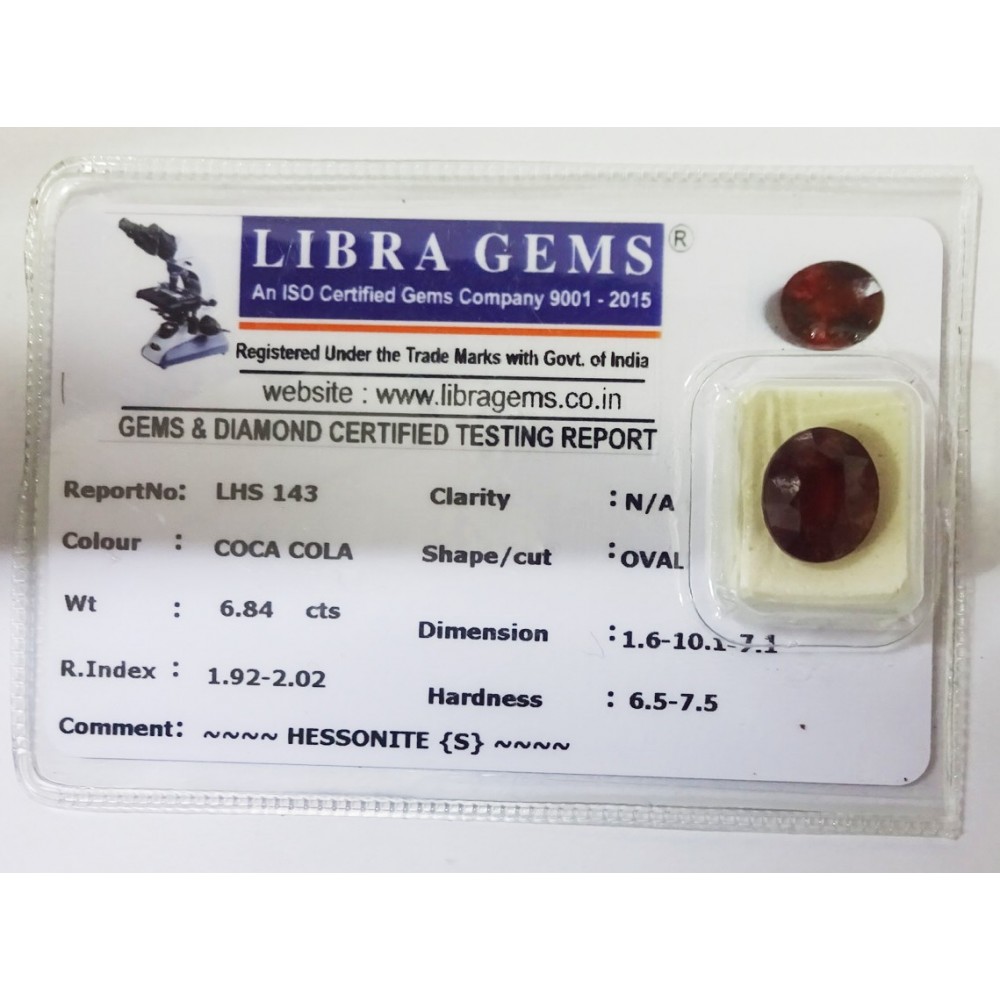 LIBRA GEMS ®
An ISO Certified Gems Company 9001 - 2015
Registered Under the Trade Marks with Govt. of India
website : www.libragems.co.in
GEMS & DIAMOND CERTIFIED TESTING REPORT
ReportNo: LHS 143 Clarity : N/A
Colour : COCA COLA Shape/cut : OVAL
Wt : 6.84 cts Dimension : 1.6-10.1-7.1
R.Index : 1.92-2.02 Hardness : 6.5-7.5
Comment: ~~~~ HESSONITE {S} ~~~~